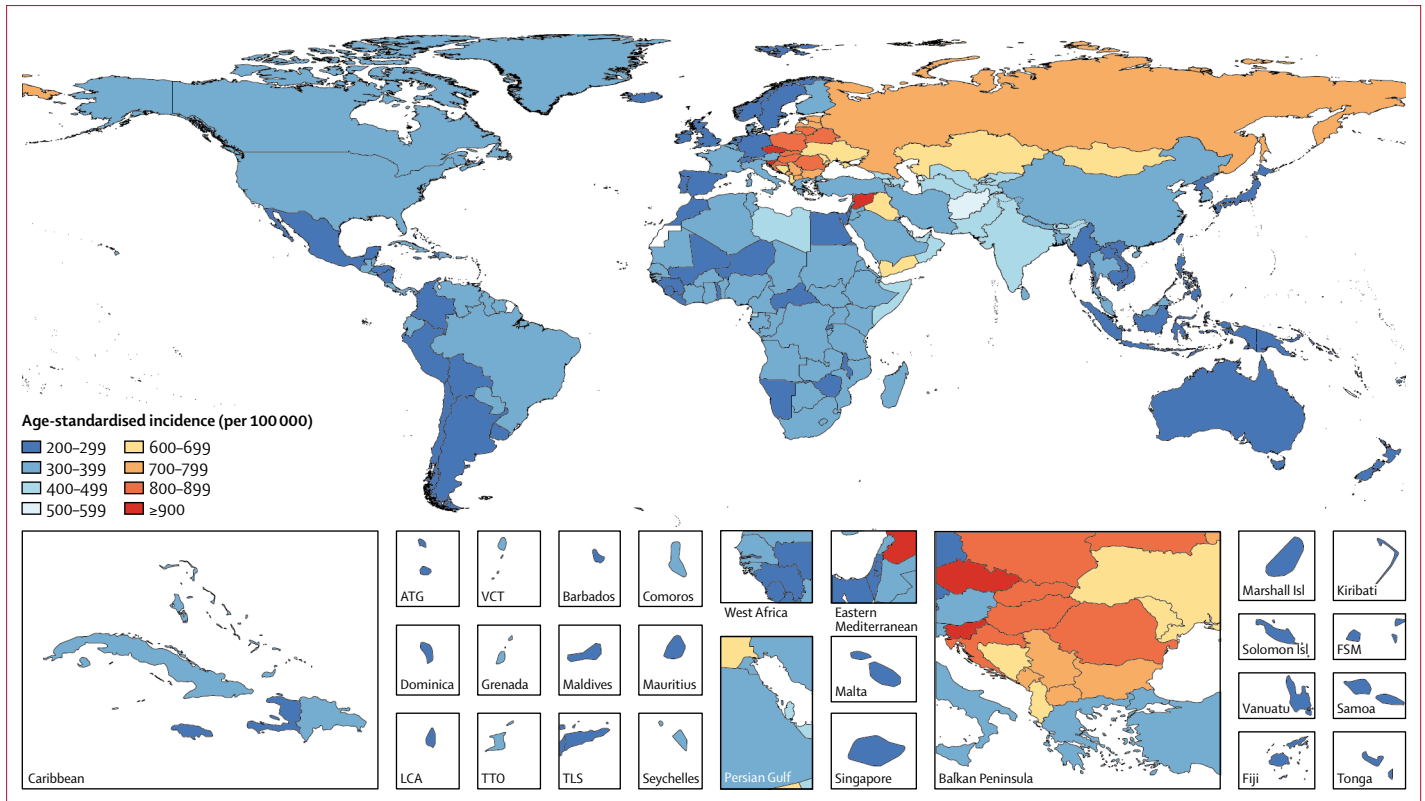 Age-standardised incidence (per 100 000)
200–299
300–399
400–499
500–599
600–699
700–799
800–899
≥900
Caribbean
ATG
VCT
Barbados
Comoros
Dominica
Grenada
Maldives
Mauritius
LCA
TTO
TLS
Seychelles
West Africa
Eastern
Mediterranean
Persian Gulf
Malta
Singapore
Balkan Peninsula
Marshall Isl
Kiribati
Solomon Isl
FSM
Vanuatu
Samoa
Fiji
Tonga